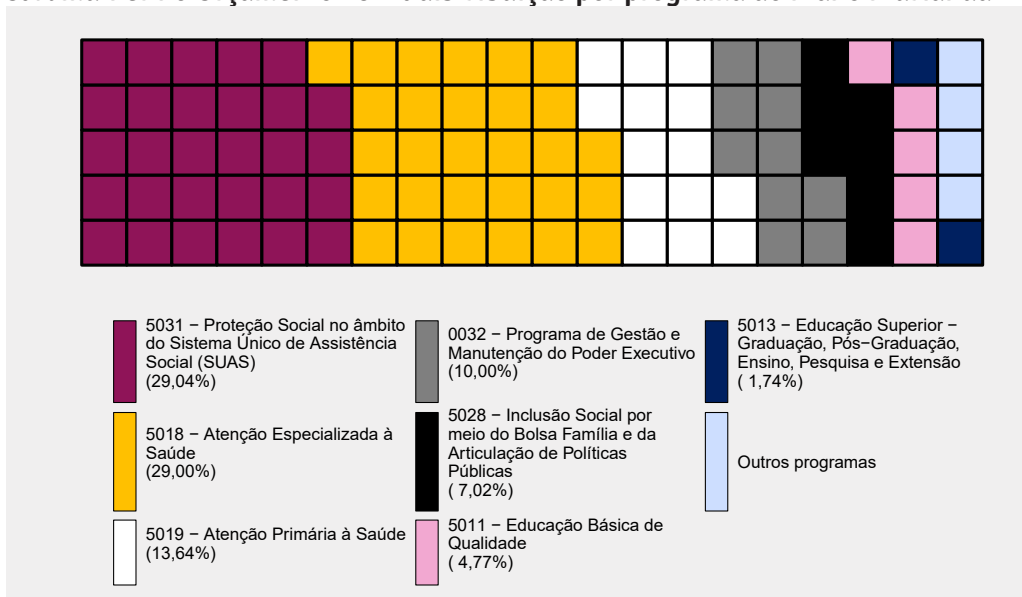 5031 − Proteção Social no âmbito
do Sistema Único de Assistência
Social (SUAS)
(29,04%)
5018 − Atenção Especializada à
Saúde
(29,00%)
5019 − Atenção Primária à Saúde
(13,64%)
0032 − Programa de Gestão e
Manutenção do Poder Executivo
(10,00%)
5028 − Inclusão Social por
meio do Bolsa Família e da
Articulação de Políticas
Públicas
( 7,02%)
5011 − Educação Básica de
Qualidade
( 4,77%)
5013 − Educação Superior −
Graduação, Pós−Graduação,
Ensino, Pesquisa e Extensão
( 1,74%)
Outros programas